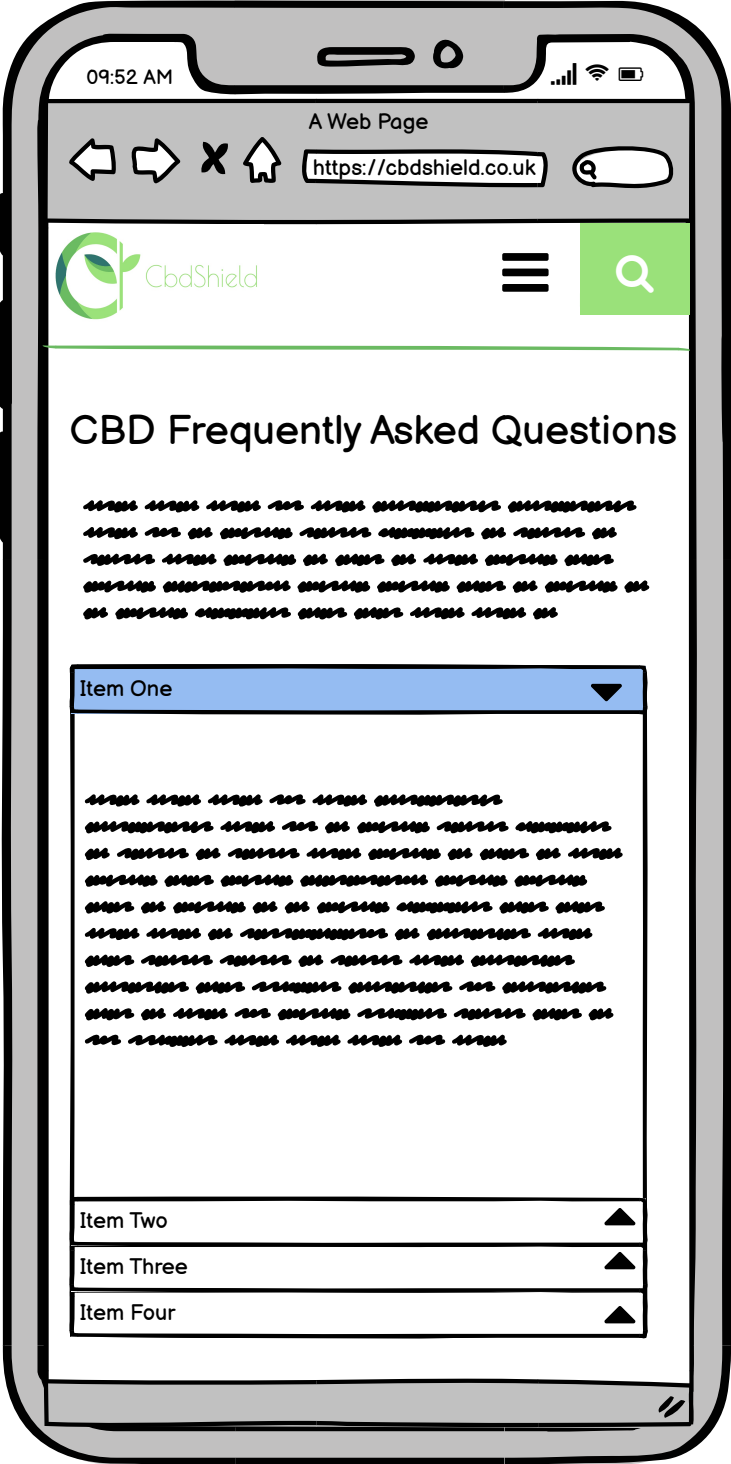 09:52 AM
A Web Page
https://cbdshield.co.uk
CbdShield
CBD Frequently Asked Questions
Item One
Item Two
Item Three
Item Four